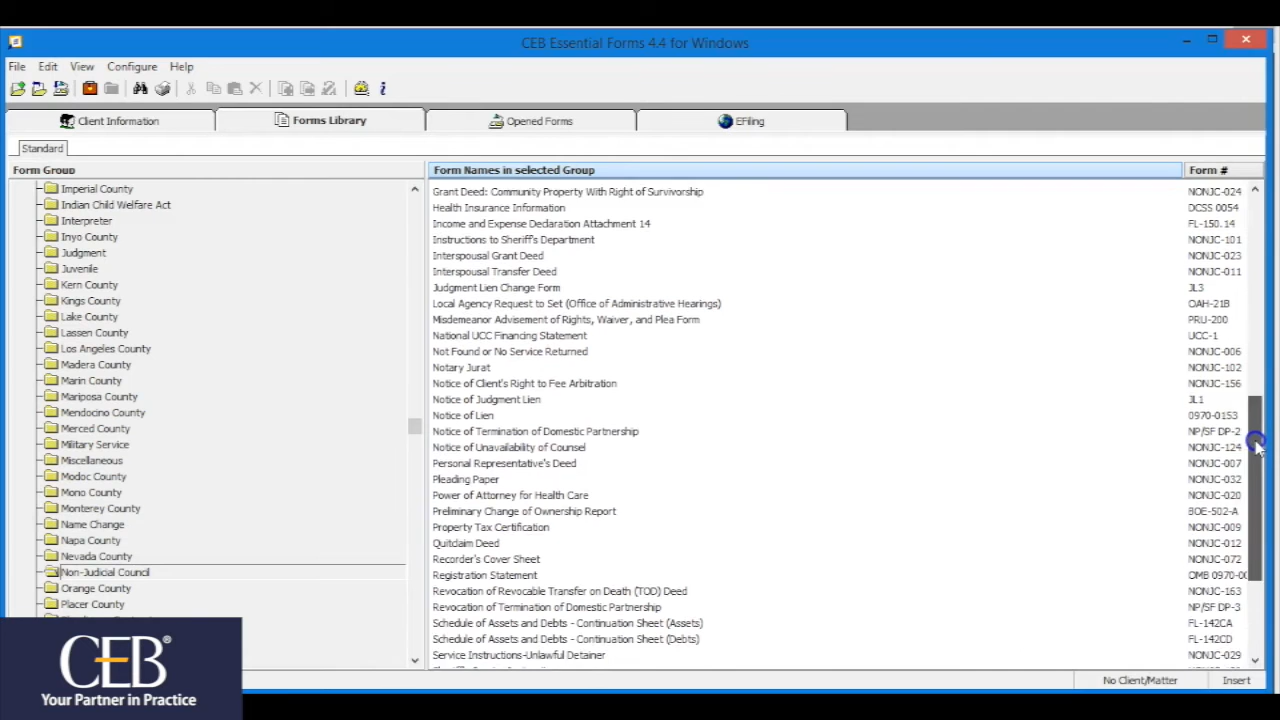 CEB Essential Forms 4.4 for Windows
File Edit View Configure Help
Client Information Forms Library Opened Forms EFiling
Standard
Form Group
Imperial County
Indian Child Welfare Act
Interpreter
Inyo County
Judgment
Juvenile
Kern County
Kings County
Lake County
Lassen County
Los Angeles County
Madera County
Marin County
Mariposa County
Mendocino County
Merced County
Military Service
Miscellaneous
Modoc County
Mono County
Monterey County
Name Change
Napa County
Nevada County
Non-Judicial Council
Orange County
Placer County
Form Names in selected Group Form #
Grant Deed: Community Property With Right of Survivorship NONJC-024
Health Insurance Information DCSS 0054
Income and Expense Declaration Attachment 14 FL-150.14
Instructions to Sheriff's Department NONJC-101
Interspousal Grant Deed NONJC-023
Interspousal Transfer Deed NONJC-011
Judgment Lien Change Form JL3
Local Agency Request to Set (Office of Administrative Hearings) OAH-21B
Misdemeanor Advisement of Rights, Waiver, and Plea Form PRU-200
National UCC Financing Statement UCC-1
Not Found or No Service Returned NONJC-006
Notary Jurat NONJC-102
Notice of Client's Right to Fee Arbitration NONJC-156
Notice of Judgment Lien JL1
Notice of Lien 0970-0153
Notice of Termination of Domestic Partnership NP/SF DP-2
Notice of Unavailability of Counsel NONJC-124
Personal Representative's Deed NONJC-007
Pleading Paper NONJC-032
Power of Attorney for Health Care NONJC-020
Preliminary Change of Ownership Report BOE-502-A
Property Tax Certification NONJC-009
Quitclaim Deed NONJC-012
Recorder's Cover Sheet NONJC-072
Registration Statement OMB 0970-00
Revocation of Revocable Transfer on Death (TOD) Deed NONJC-163
Revocation of Termination of Domestic Partnership NP/SF DP-3
Schedule of Assets and Debts - Continuation Sheet (Assets) FL-142CA
Schedule of Assets and Debts - Continuation Sheet (Debts) FL-142CD
Service Instructions-Unlawful Detainer NONJC-029
No Client/Matter Insert
CEB®
Your Partner in Practice